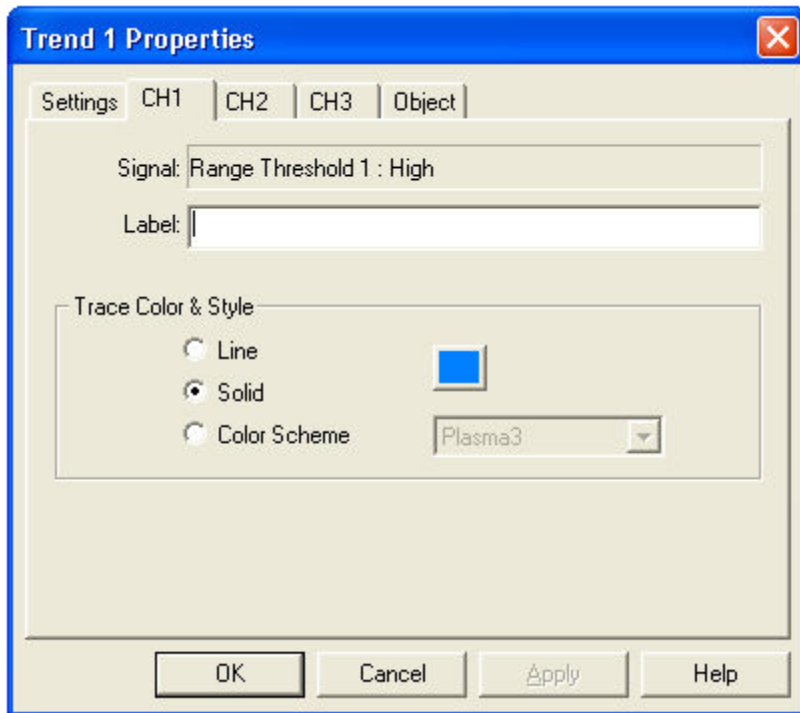 Trend 1 Properties
Settings CH1 CH2 CH3 Object
Signal: Range Threshold 1 : High
Label:
Trace Color & Style
Line
Solid
Color Scheme Plasma3
OK Cancel Apply Help